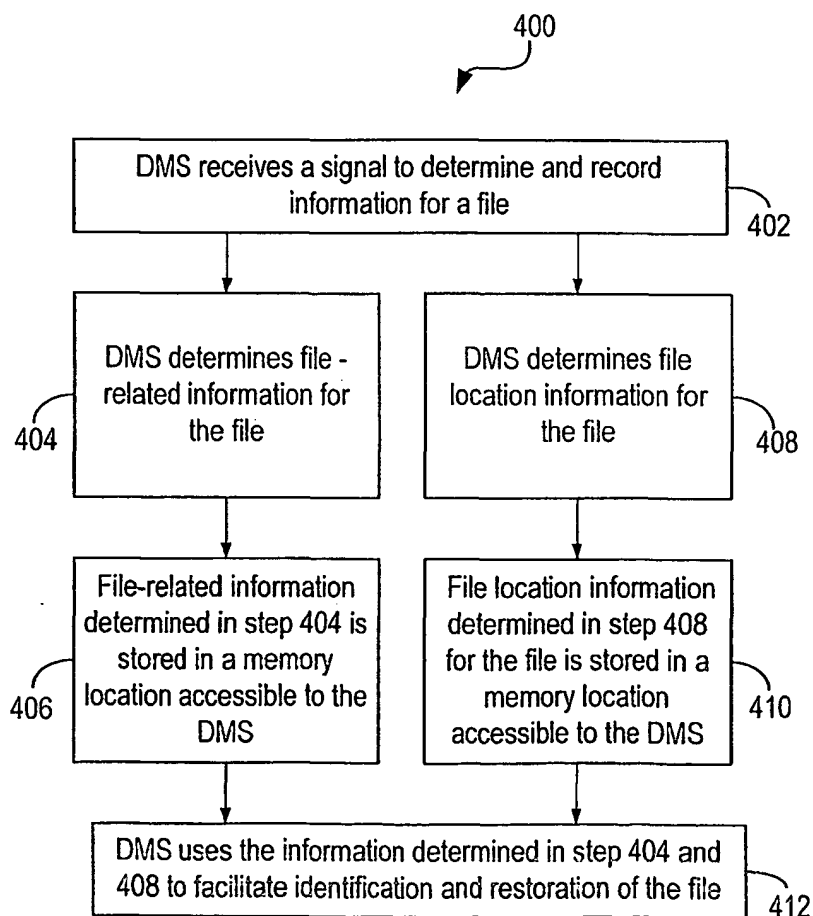 400
DMS receives a signal to determine and record
information for a file
402
DMS determines file -
related information for
the file
404
DMS determines file
location information for
the file
408
File-related information
determined in step 404 is
stored in a memory
location accessible to the
DMS
406
File location information
determined in step 408
for the file is stored in a
memory location
accessible to the DMS
410
DMS uses the information determined in step 404 and
408 to facilitate identification and restoration of the file
412